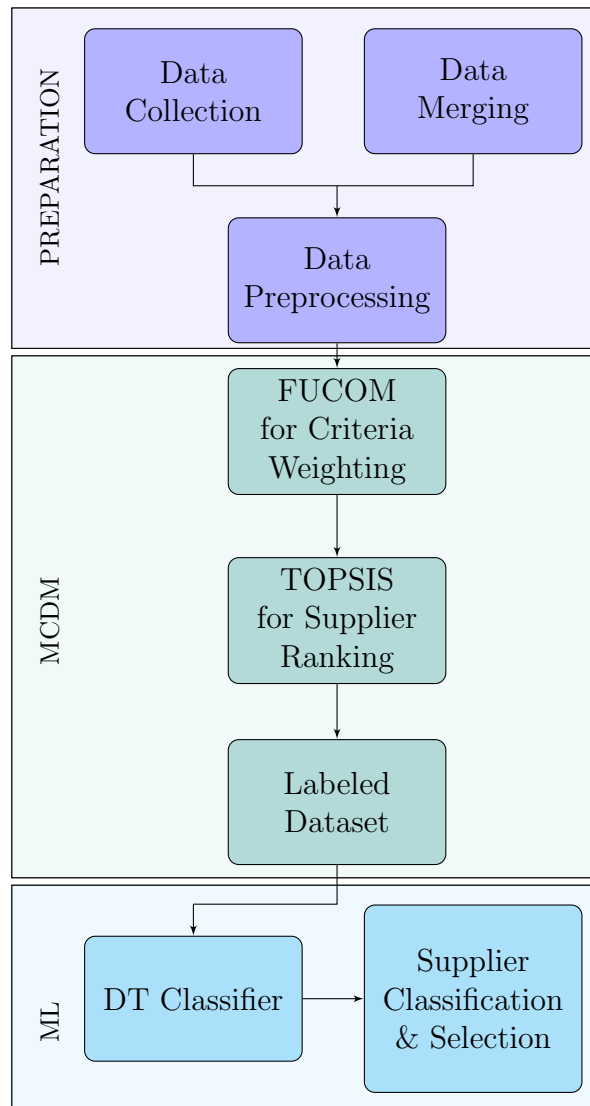 PREPARATION
Data
Collection
Data
Merging
Data
Preprocessing
MCDM
FUCOM
for Criteria
Weighting
TOPSIS
for Supplier
Ranking
Labeled
Dataset
ML
DT Classifier
Supplier
Classification
& Selection